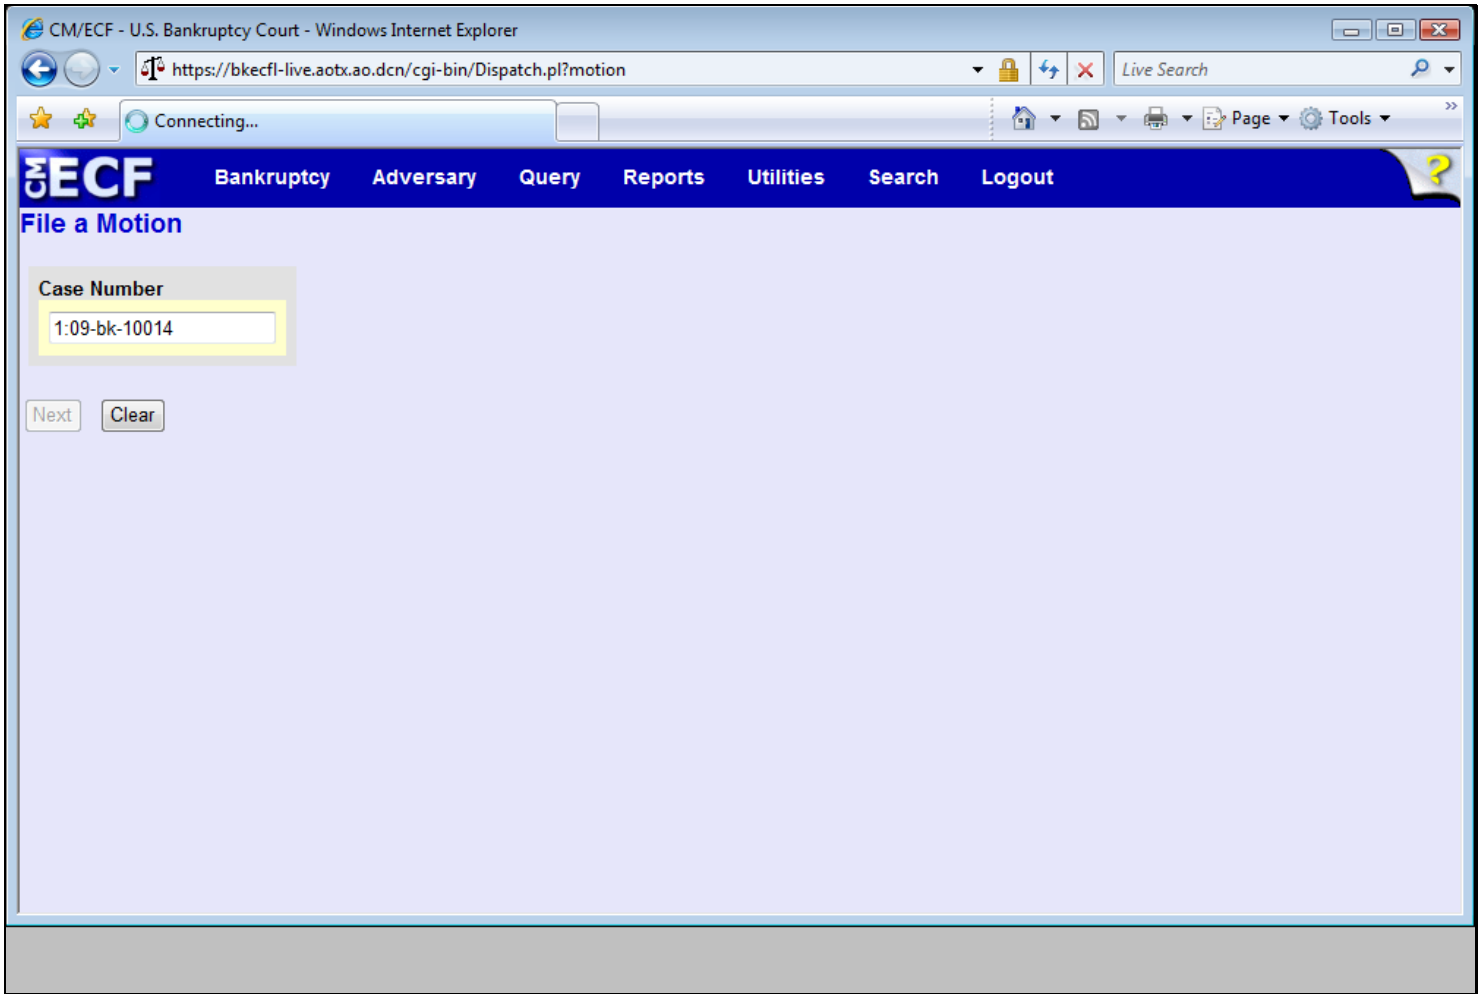 CM/ECF - U.S. Bankruptcy Court - Windows Internet Explorer
https://bkecfl-live.aotx.ao.dcn/cgi-bin/Dispatch.pl?motion Live Search
Connecting... Page Tools
CM ECF Bankruptcy Adversary Query Reports Utilities Search Logout ?
File a Motion
Case Number
1:09-bk-10014
Next Clear